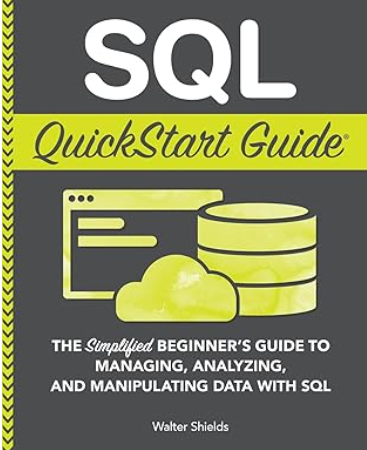 SQL
QuickStart Guide®
THE Simplified BEGINNER'S GUIDE TO
MANAGING, ANALYZING,
AND MANIPULATING DATA WITH SQL
Walter Shields